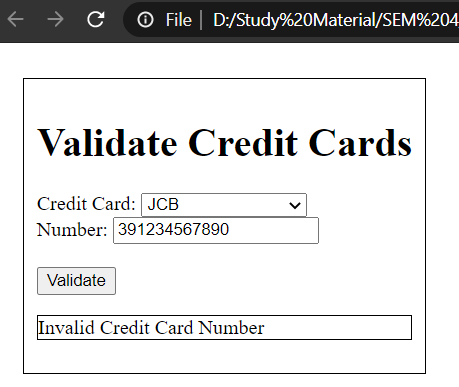 File D:/Study%20Material/SEM%204
Validate Credit Cards
Credit Card: JCB
Number: 391234567890
Validate
Invalid Credit Card Number